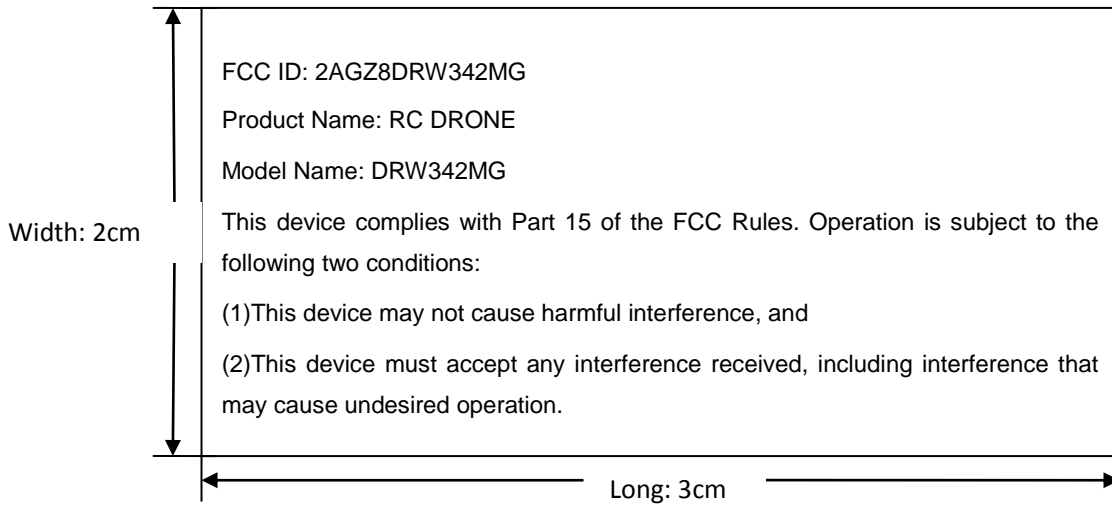 FCC ID: 2AGZ8DRW342MG
Product Name: RC DRONE
Model Name: DRW342MG
Width: 2cm
This device complies with Part 15 of the FCC Rules. Operation is subject to the
following two conditions:
(1)This device may not cause harmful interference, and
(2)This device must accept any interference received, including interference that
may cause undesired operation.
Long: 3cm